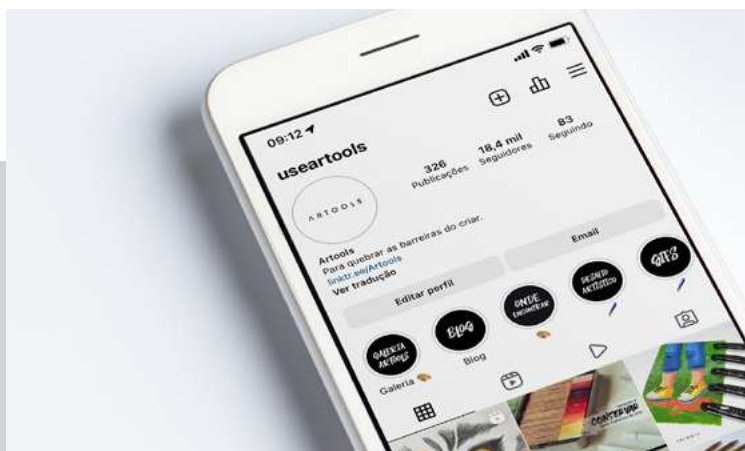 09:12
useartools
ARTOOLS
326
Publicações
18,4 mil
Seguidores
83
Seguindo
Artools
Para quebrar as barreiras do criar.
linktr.ee/Artools
Ver tradução
Editar perfil
Email
GALERIA
ARTOOLS
BLOG
ONDE
ENCONTRAR
DESAFIO
ARTÍSTICO
GIFS
Galeria
Blog
CONSERVAR